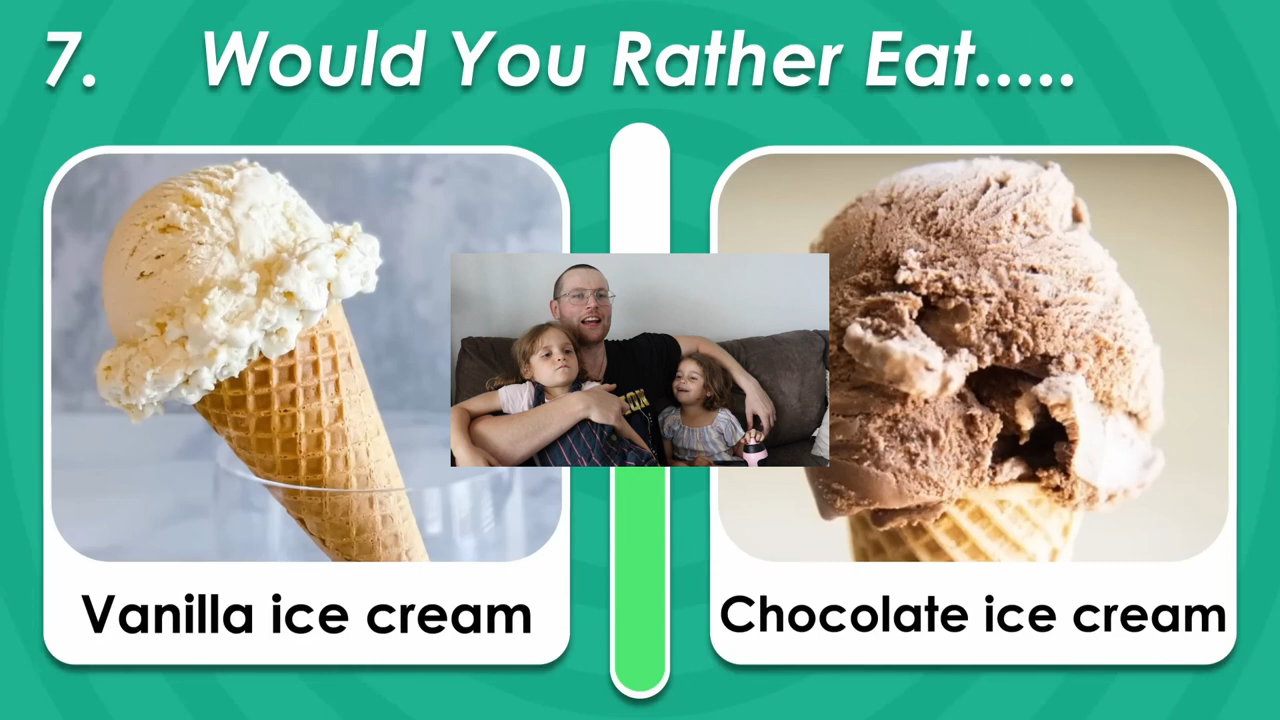 7. Would You Rather Eat.....
Vanilla ice cream
Chocolate ice cream